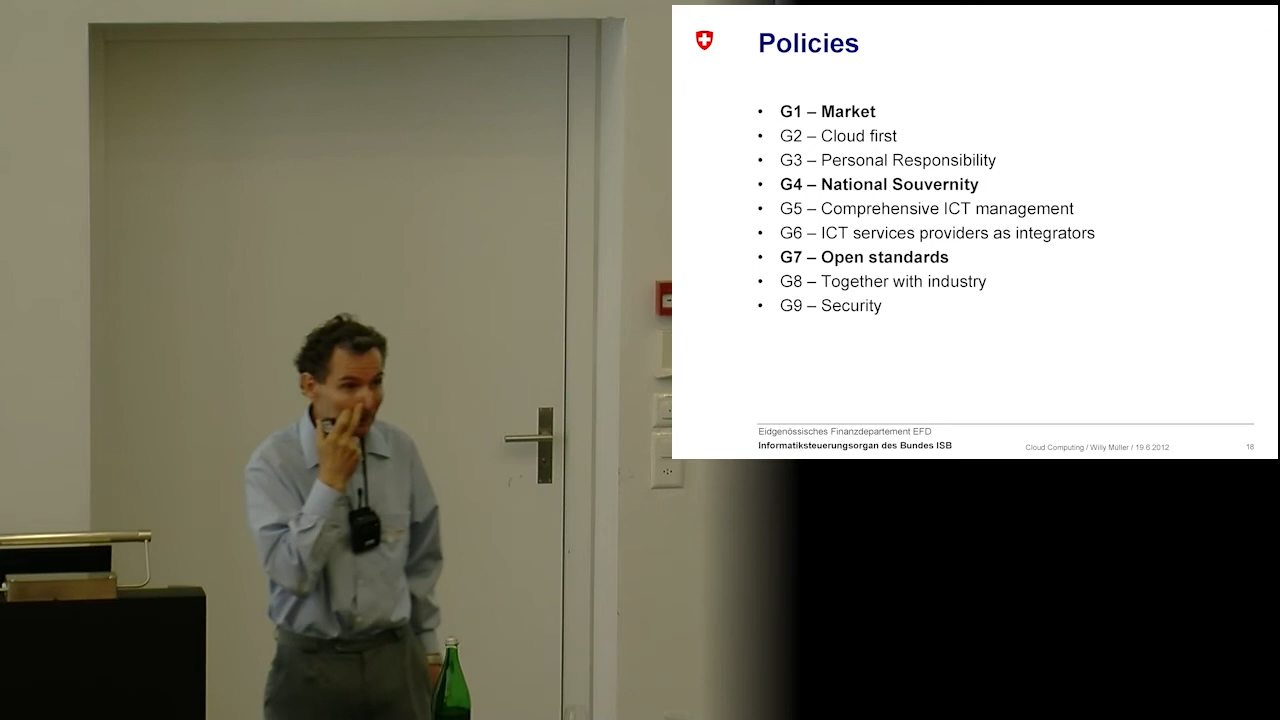 Policies
• G1 – Market
• G2 – Cloud first
• G3 – Personal Responsibility
• G4 – National Souvernity
• G5 – Comprehensive ICT management
• G6 – ICT services providers as integrators
• G7 – Open standards
• G8 – Together with industry
• G9 – Security
Eidgenössisches Finanzdepartement EFD
Informatiksteuerungsorgan des Bundes ISB
Cloud Computing / Willy Müller / 19.6.2012
18